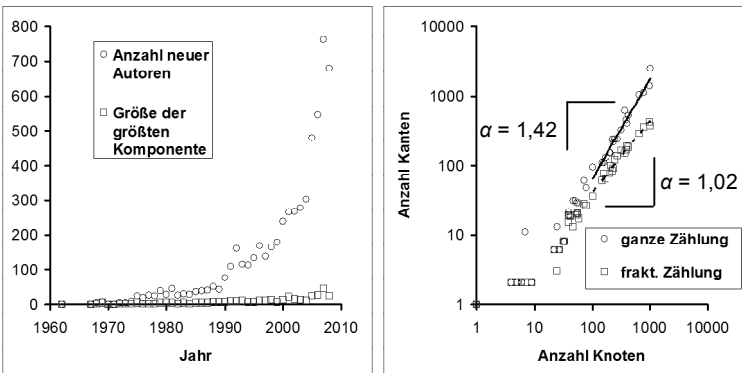 800
700
600
500
400
300
200
100
0
Anzahl neuer
Autoren
Größe der
größten
Komponente
1960 1970 1980 1990 2000 2010
Jahr
10000
1000
100
10
1
Anzahl Kanten
α = 1,42
α = 1,02
ganze Zählung
frakt. Zählung
1 10 100 1000 10000
Anzahl Knoten